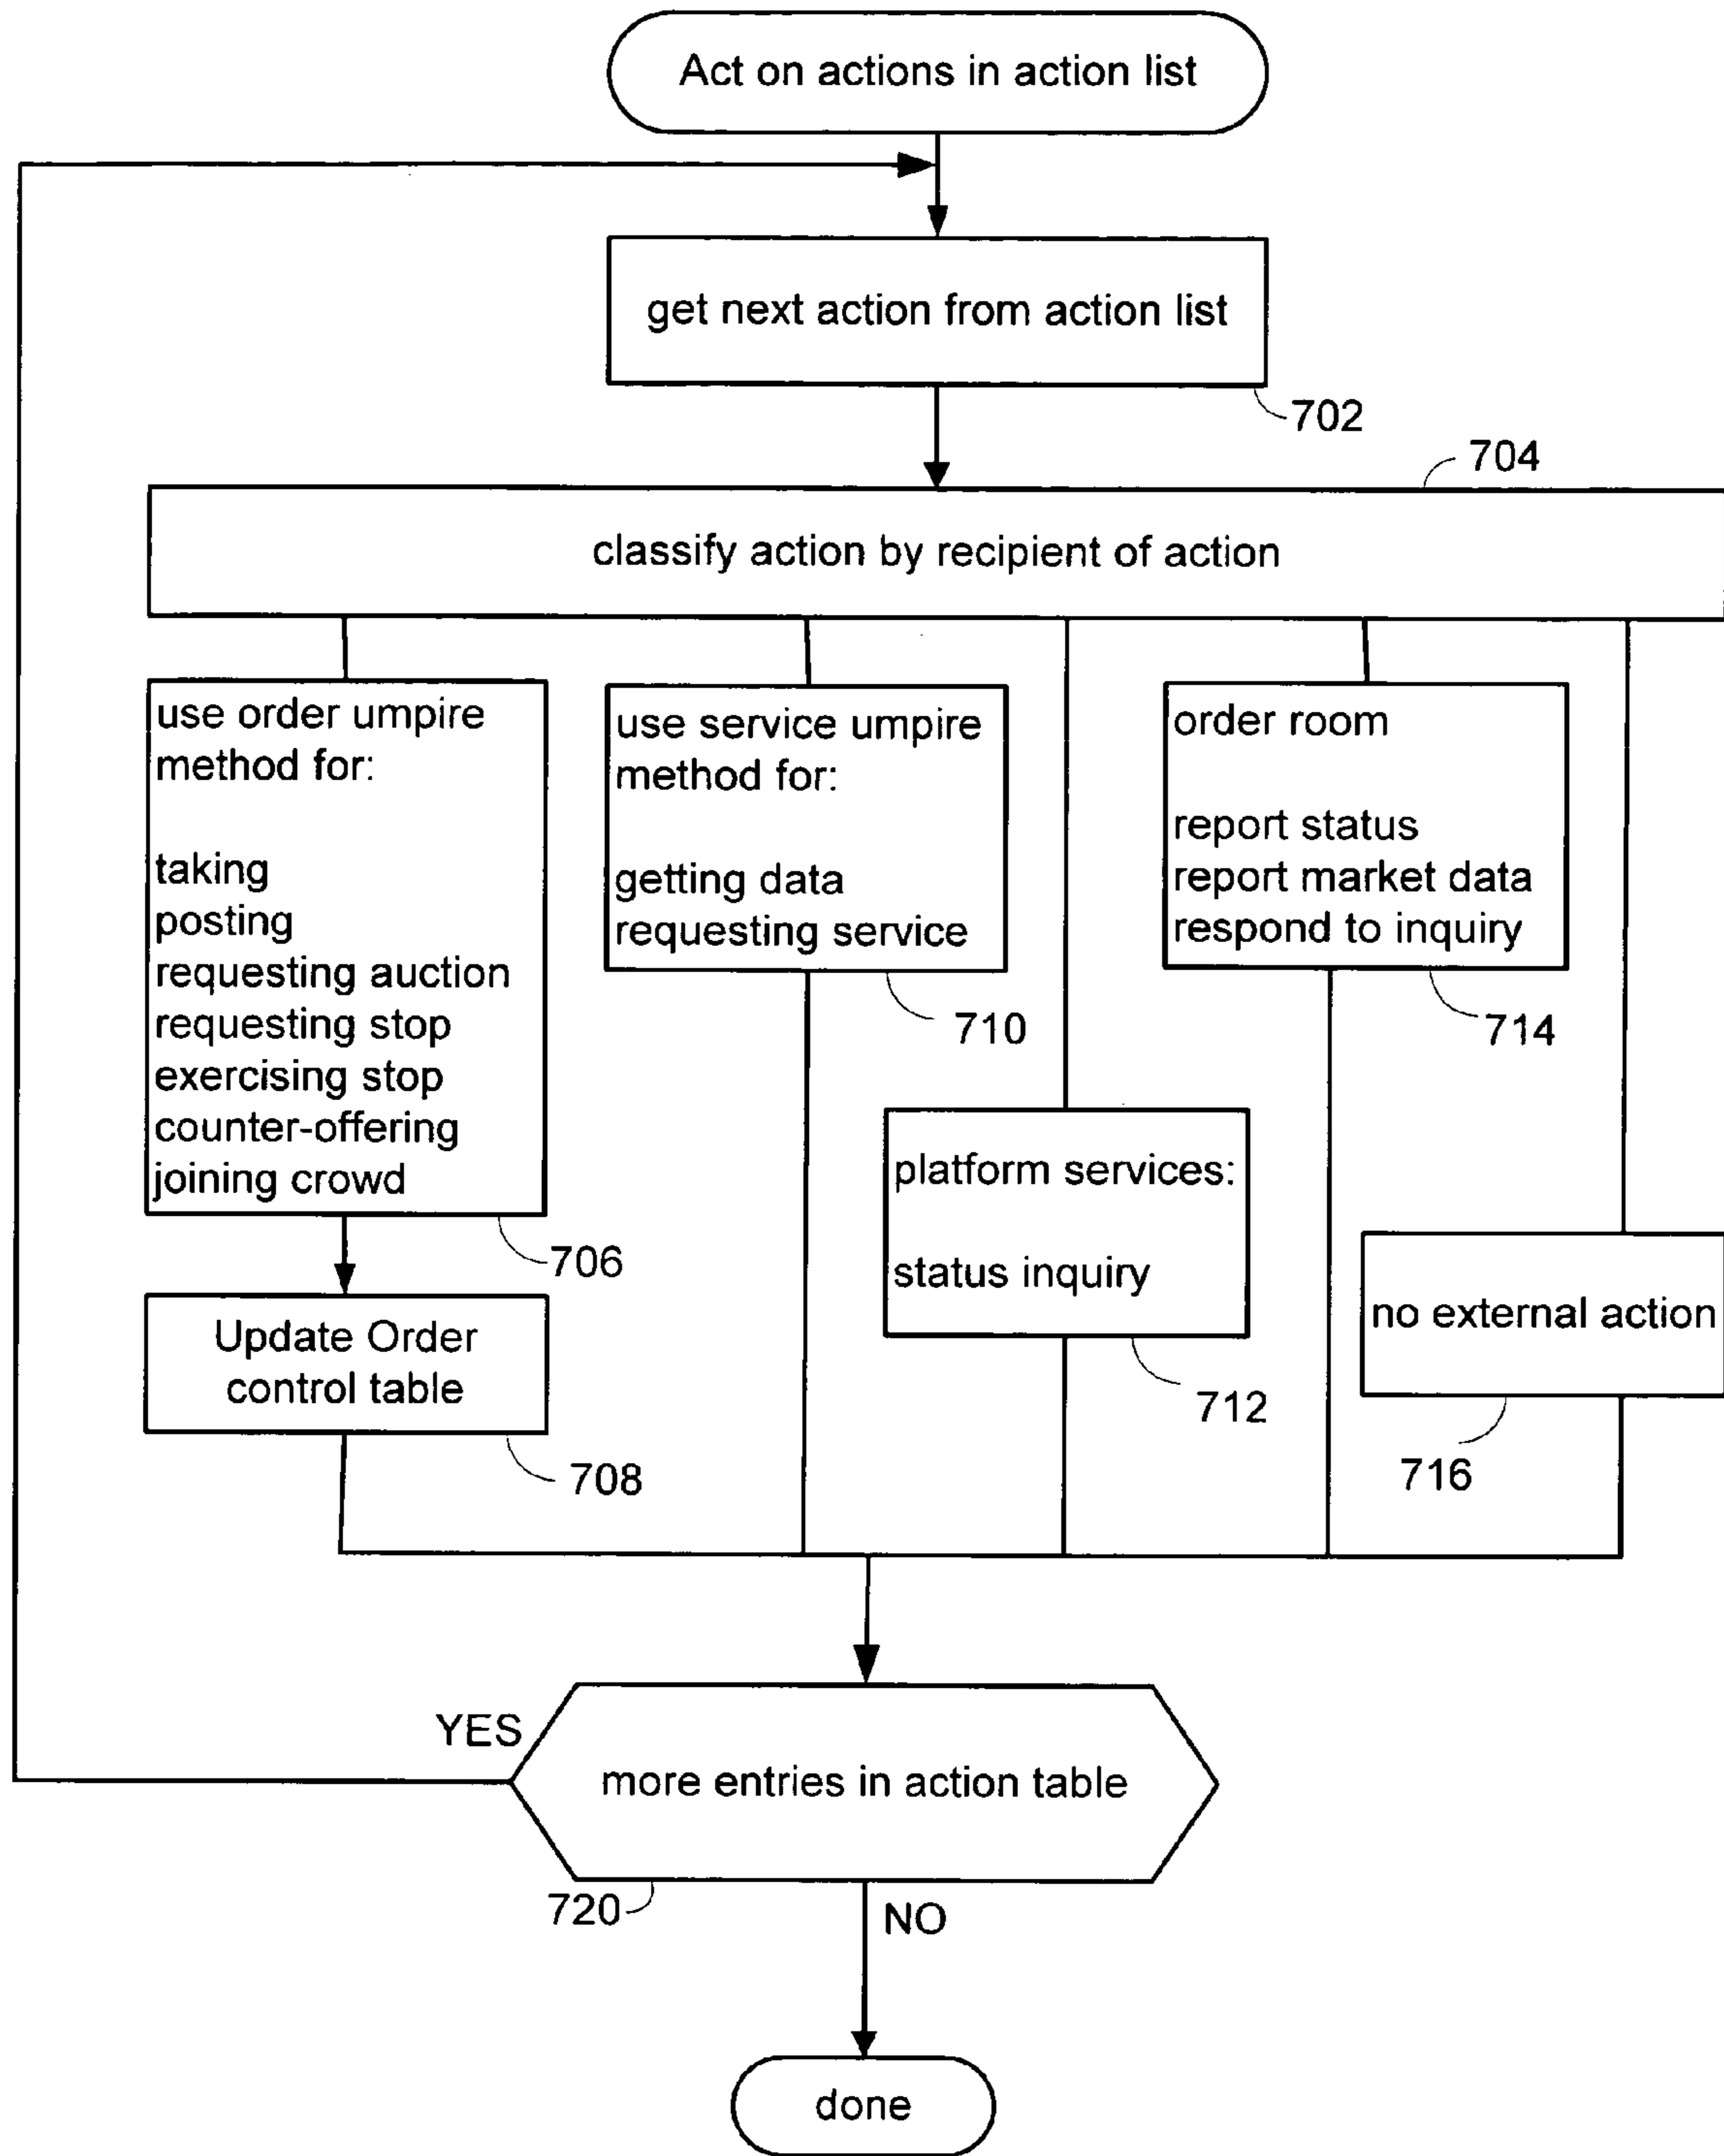 Act on actions in action list
get next action from action list
702
704
classify action by recipient of action
use order umpire
method for:
taking
posting
requesting auction
requesting stop
exercising stop
counter-offering
joining crowd
706
Update Order
control table
708
use service umpire
method for:
getting data
requesting service
710
platform services:
status inquiry
712
order room
report status
report market data
respond to inquiry
714
no external action
716
YES
more entries in action table
720
NO
done